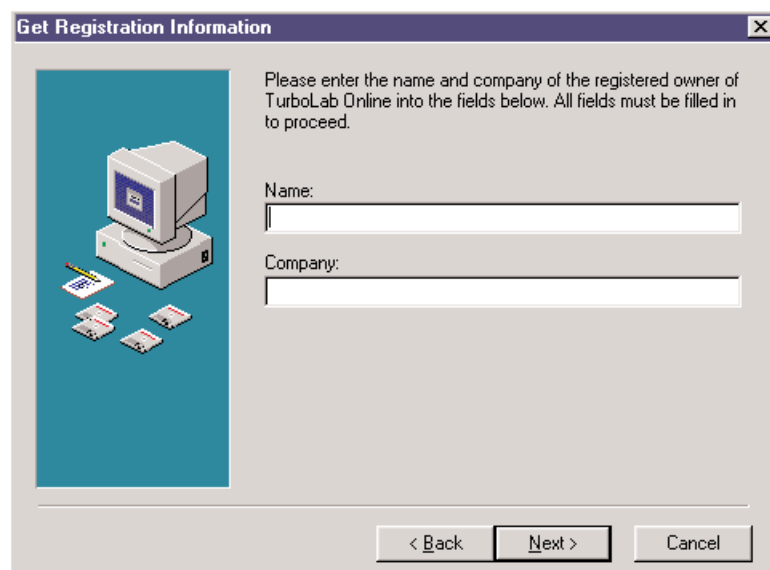 Get Registration Information
Please enter the name and company of the registered owner of
TurboLab Online into the fields below. All fields must be filled in
to proceed.
Name:
Company:
< Back
Next >
Cancel